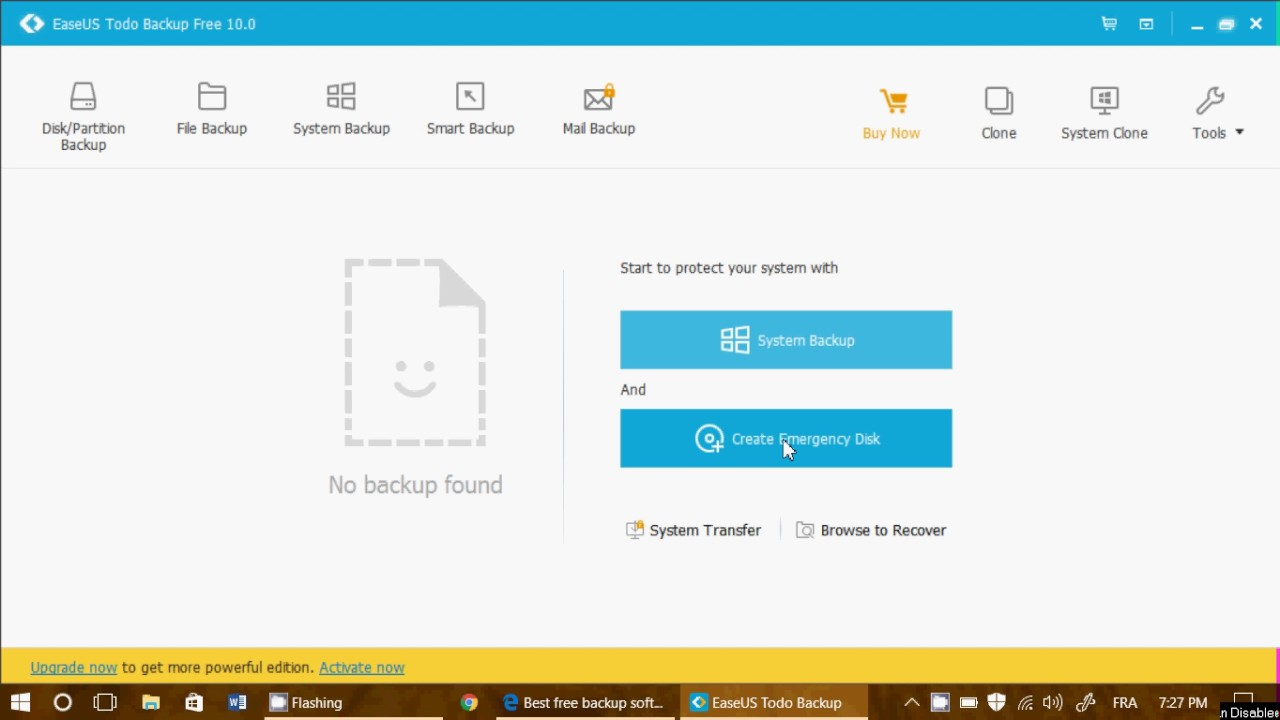 EaseUS Todo Backup Free 10.0
Disk/Partition Backup
File Backup
System Backup
Smart Backup
Mail Backup
Buy Now
Clone
System Clone
Tools
Start to protect your system with
System Backup
And
Create Emergency Disk
No backup found
System Transfer
Browse to Recover
Upgrade now to get more powerful edition. Activate now
Flashing
Best free backup soft...
EaseUS Todo Backup
FRA
7:27 PM